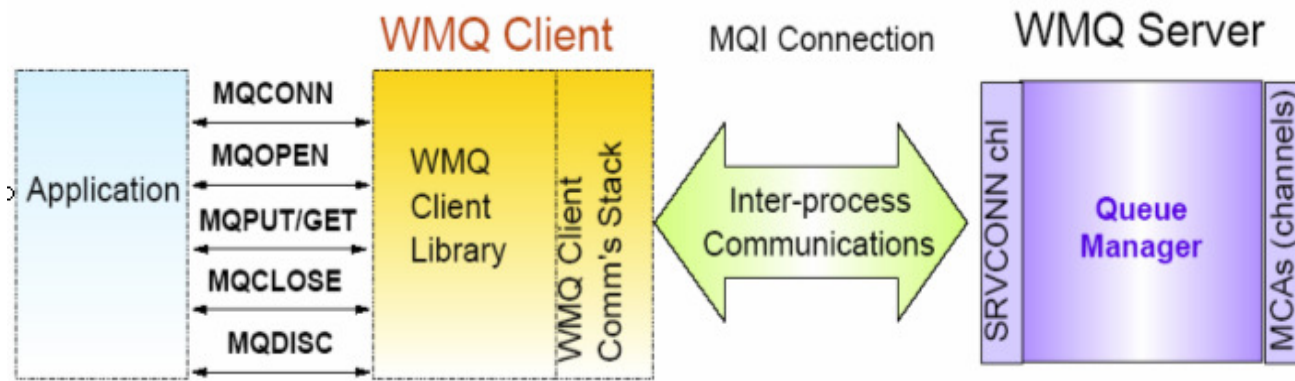 WMQ Client
MQI Connection
WMQ Server
Application
MQCONN
MQOPEN
MQPUT/GET
MQCLOSE
MQDISC
WMQ
Client
Library
WMQ Client
Comm's Stack
Inter-process
Communications
SRVCONN chl
Queue
Manager
MCAs (channels)